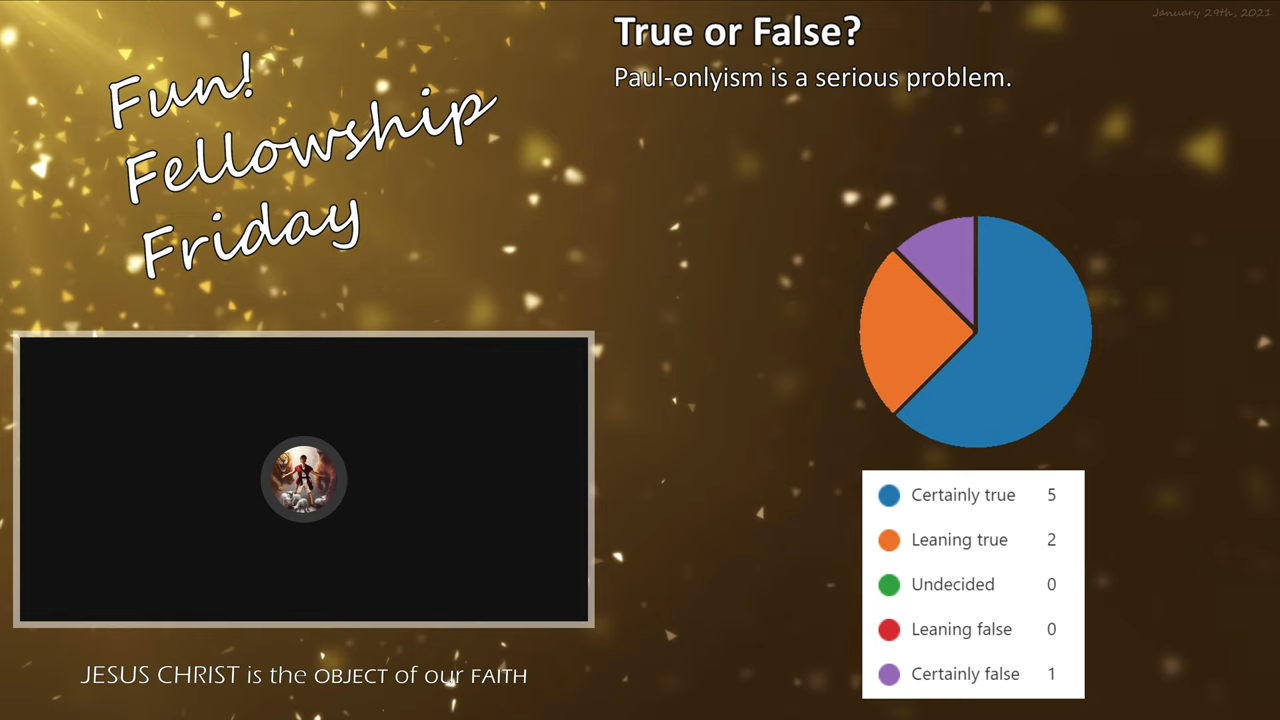 January 29th, 2021
Fun!
Fellowship
Friday
True or False?
Paul-onlyism is a serious problem.
Certainly true 5
Leaning true 2
Undecided 0
Leaning false 0
Certainly false 1
JESUS CHRIST is the OBJECT of our FAITH